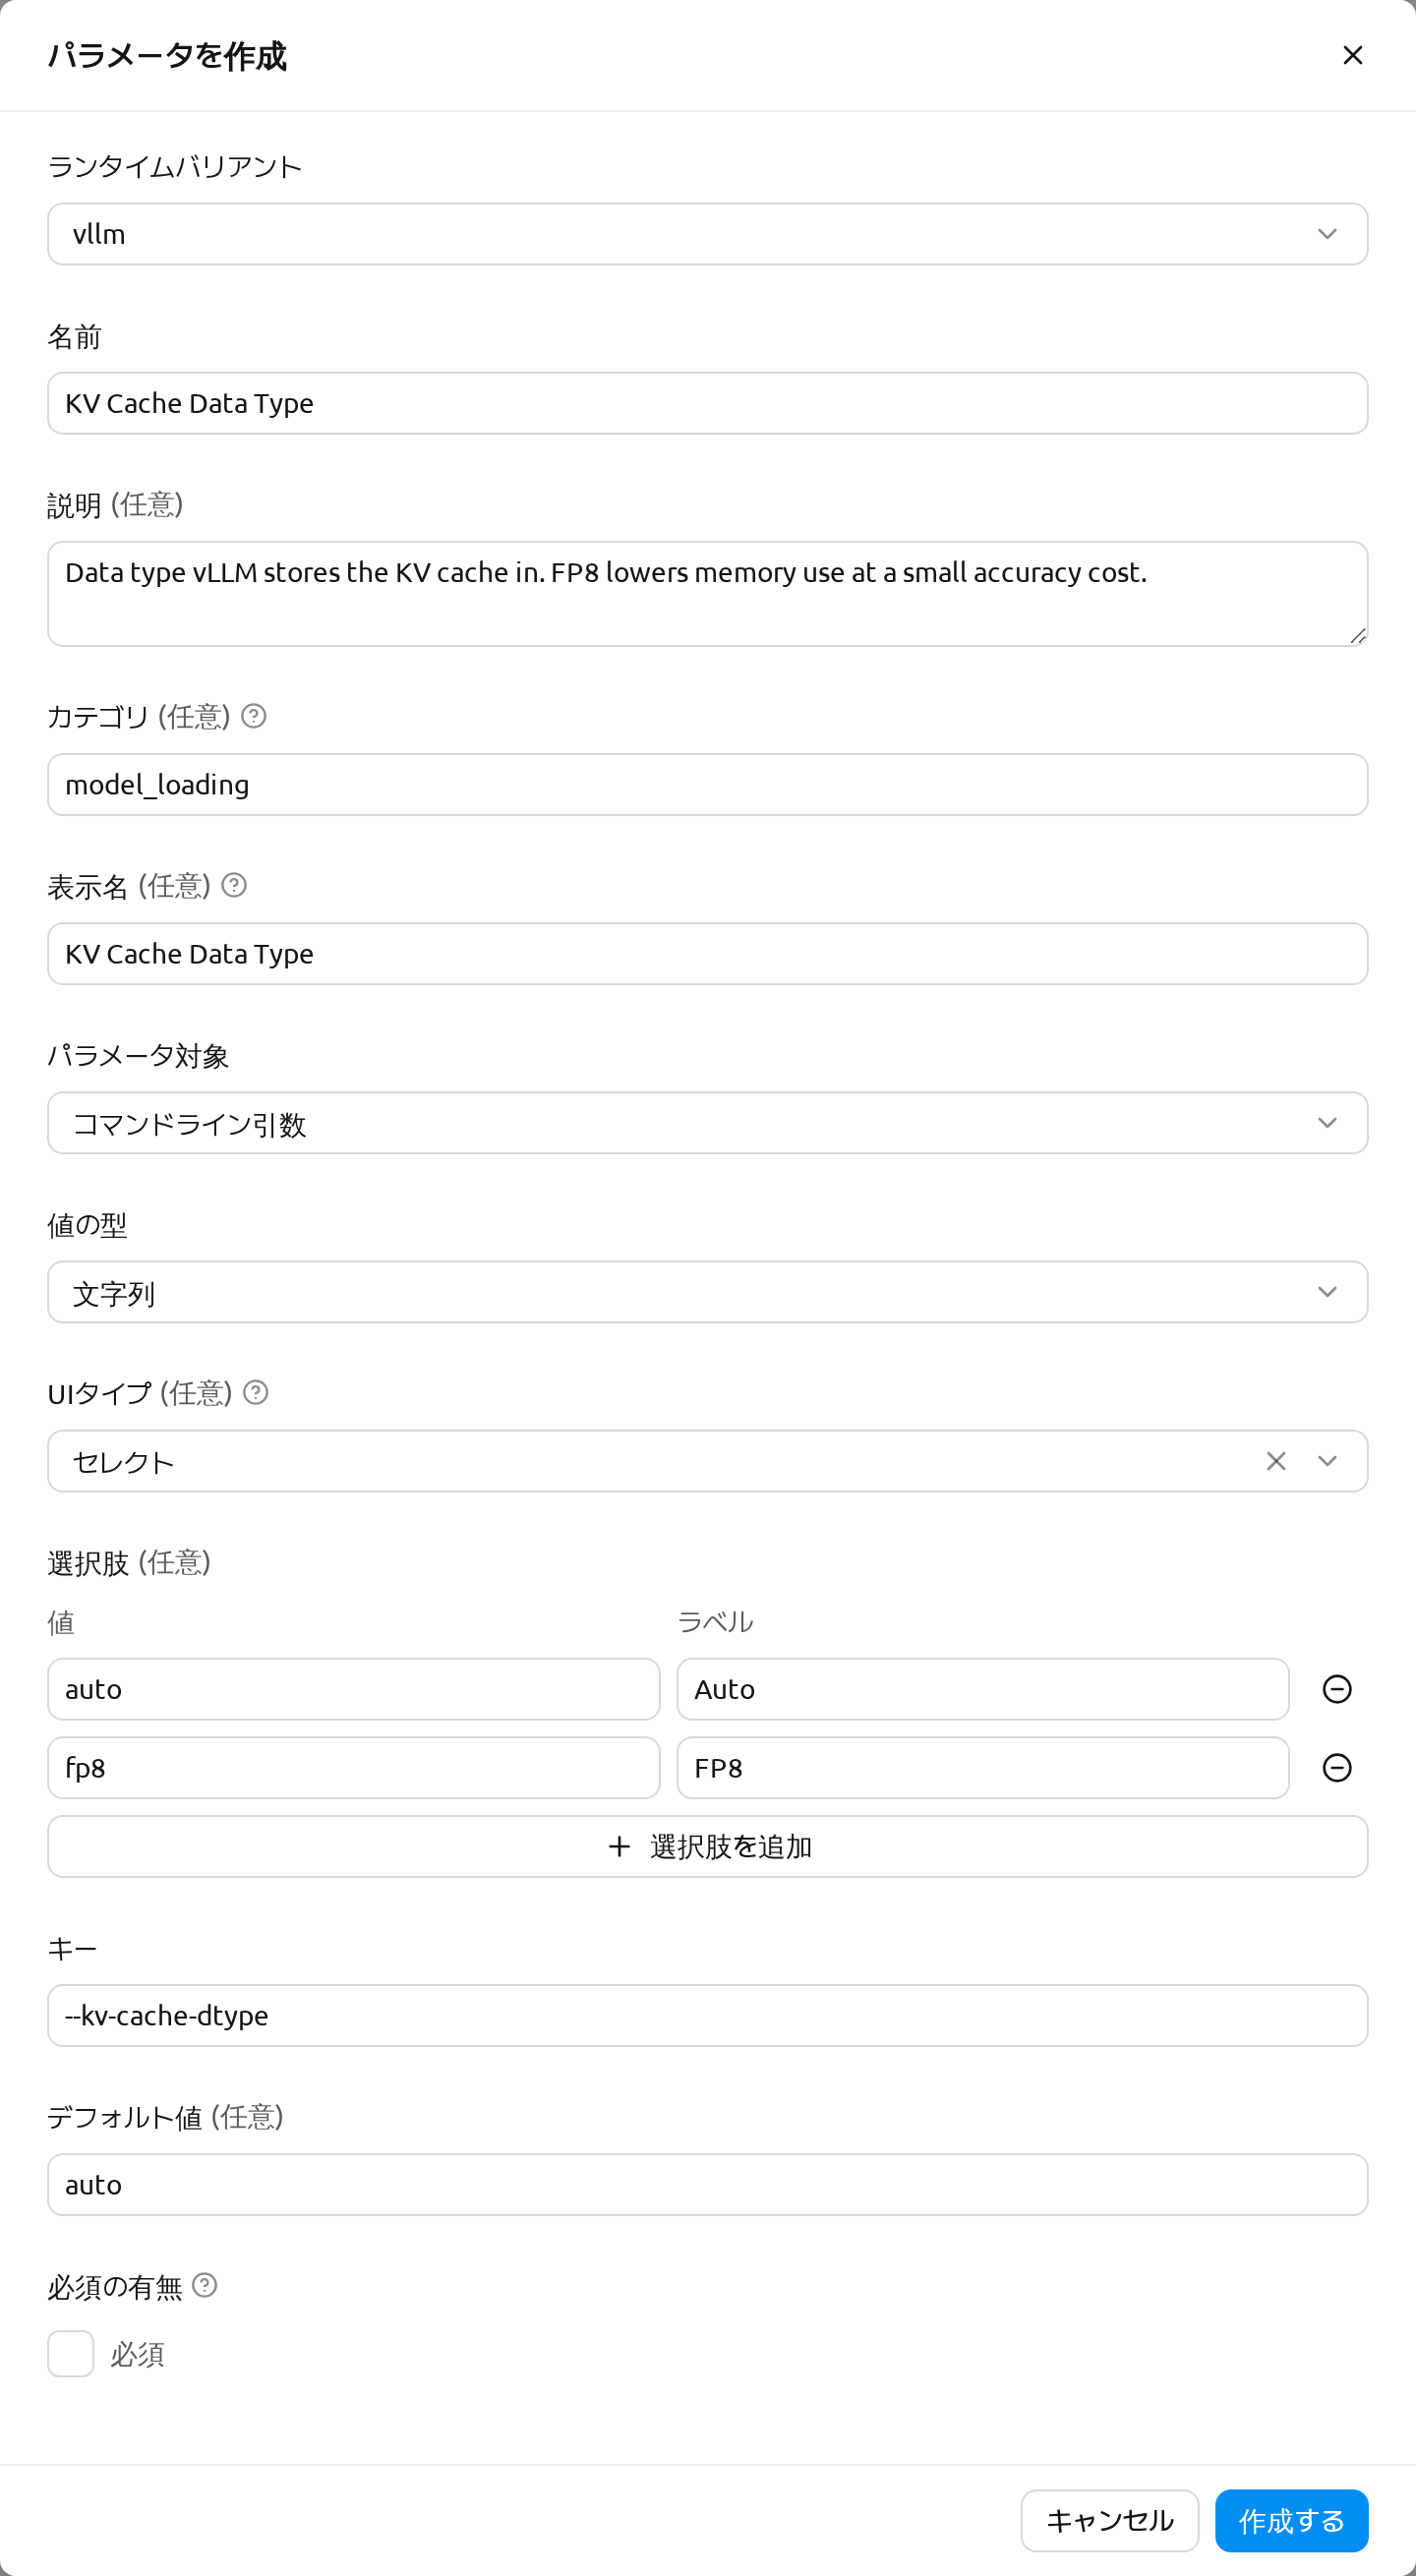 パラメータを作成
ランタイムバリアント
vllm
名前
KV Cache Data Type
説明 (任意)
Data type vLLM stores the KV cache in. FP8 lowers memory use at a small accuracy cost.
カテゴリ (任意)
model_loading
表示名 (任意)
KV Cache Data Type
パラメータ対象
コマンドライン引数
値の型
文字列
UIタイプ (任意)
セレクト
選択肢 (任意)
値 ラベル
auto Auto
fp8 FP8
選択肢を追加
キー
--kv-cache-dtype
デフォルト値 (任意)
auto
必須の有無
必須
キャンセル 作成する